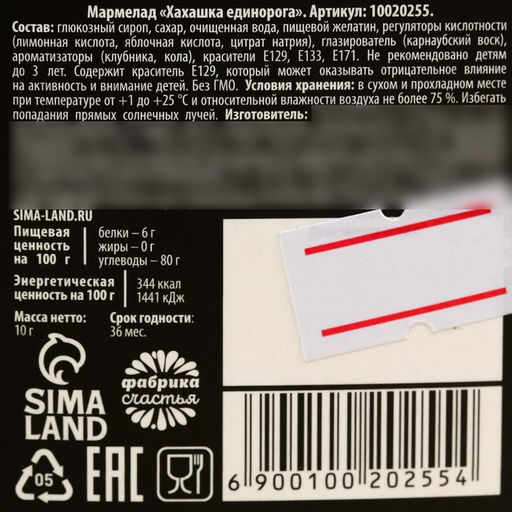 Мармелад «Хахашка единорога». Артикул: 10020255.
Состав: глюкозный сироп, сахар, очищенная вода, пищевой желатин, регуляторы кислотности
(лимонная кислота, яблочная кислота, цитрат натрия), глазирователь (карнаубский воск),
ароматизаторы (клубника, кола), красители Е129, Е133, Е171. Не рекомендовано детям
до 3 лет. Содержит краситель Е129, который может оказывать отрицательное влияние
на активность и внимание детей. Без ГМО. Условия хранения: в сухом и прохладном месте
при температуре от +1 до +25 °С и относительной влажности воздуха не более 75 %. Избегать
попадания прямых солнечных лучей. Изготовитель:
SIMA-LAND.RU
Пищевая
ценность
на 100 г
белки – 6 г
жиры – 0 г
углеводы – 80 г
Энергетическая
ценность на 100 г
344 ккал
1441 кДж
Масса нетто:
10 г
Срок годности:
36 мес.
SIMA
LAND
фабрика
счастья
05
EAC
6 900100 202554